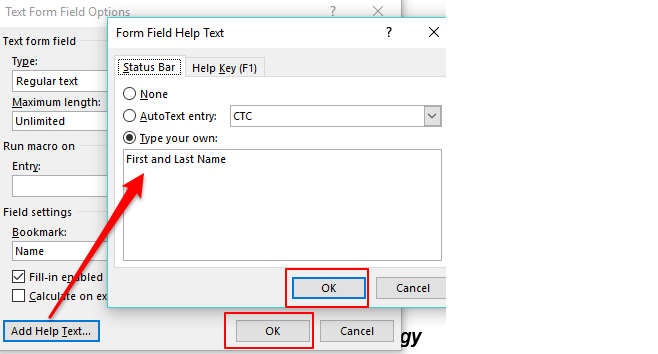 Text Form Field Options
Text form field
Type:
Regular text
Maximum length:
Unlimited
Run macro on
Entry:
Field settings
Bookmark:
Name
Fill-in enabled
Calculate on ex
Add Help Text...
OK
Cancel
Form Field Help Text
Status Bar
Help Key (F1)
None
AutoText entry:
CTC
Type your own:
First and Last Name
OK
Cancel
gy